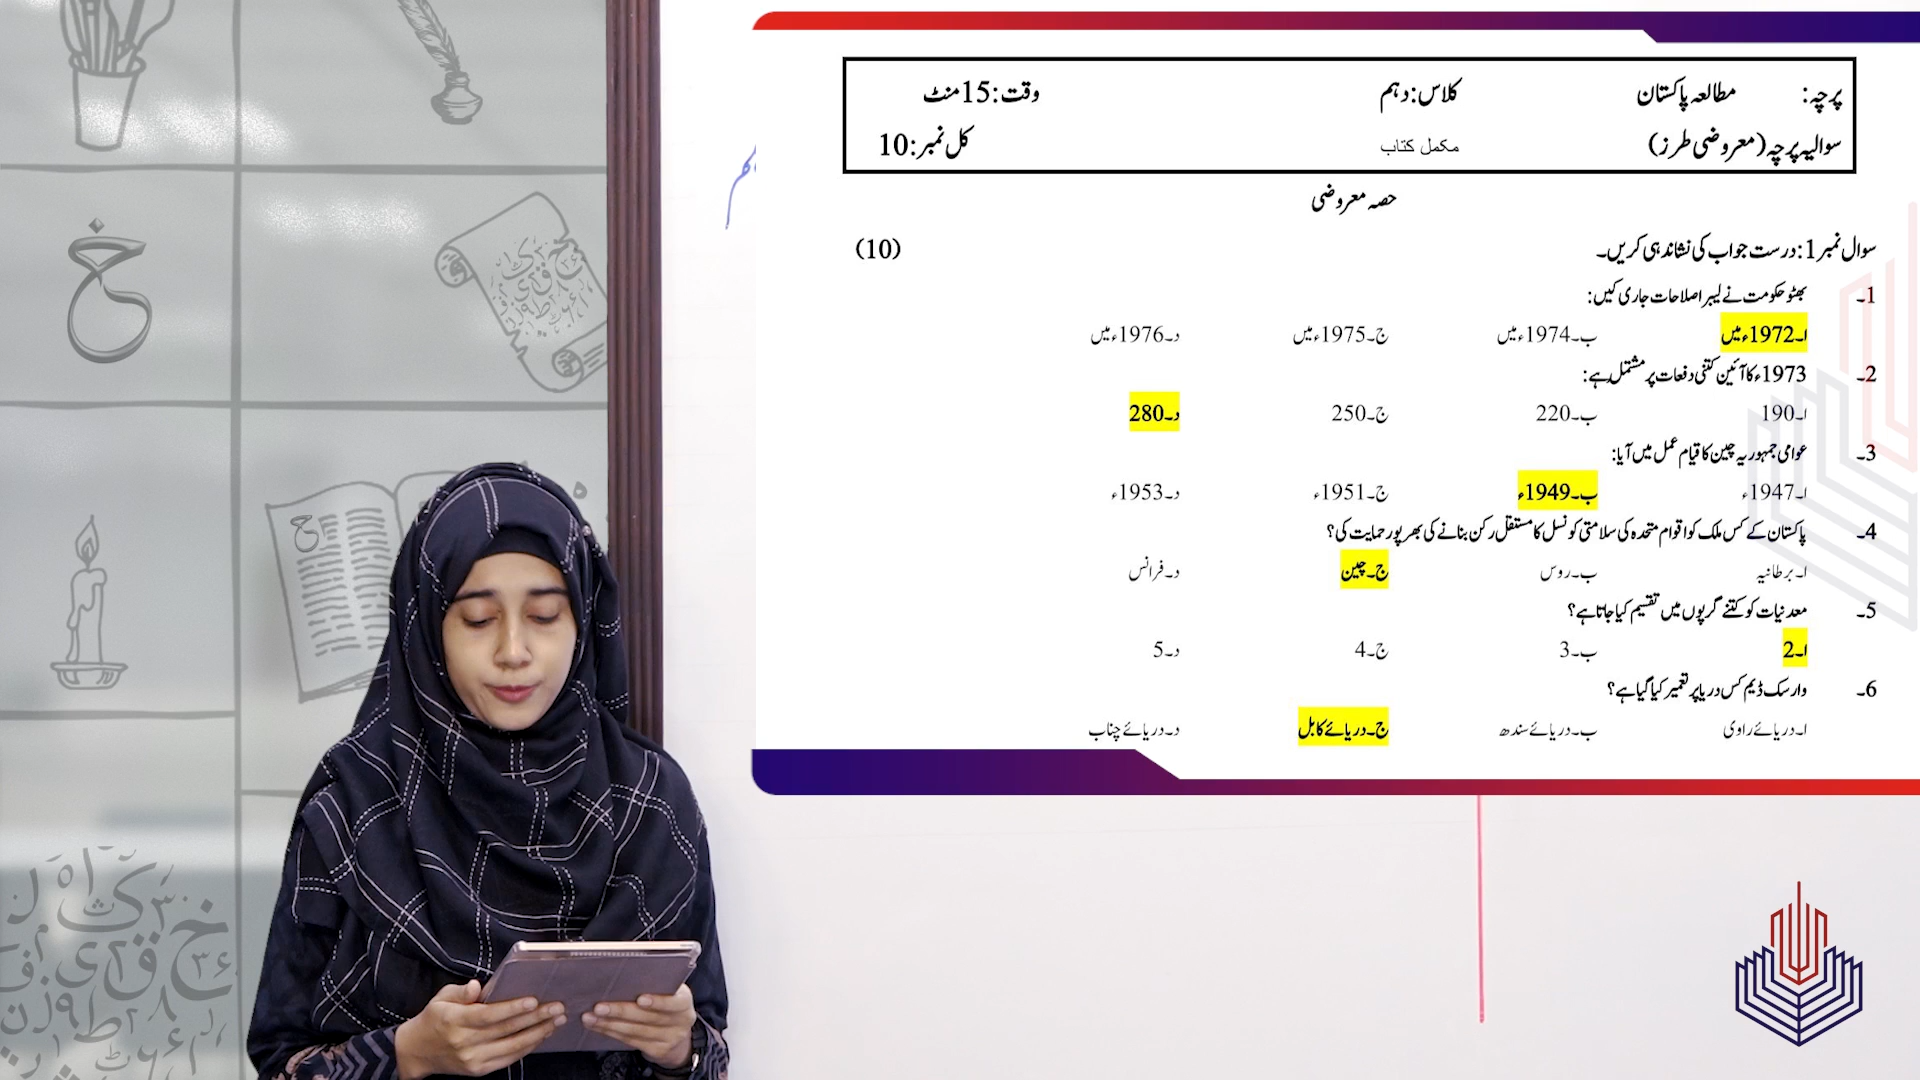 پرچہ: مطالعہ پاکستان کلاس: دہم وقت: 15 منٹ
سوالیہ پرچہ (معروضی طرز) مکمل کتاب کل نمبر: 10
حصہ معروضی
سوال نمبر 1: درست جواب کی نشاندہی کریں۔ (10)
1۔ بھٹو حکومت نے لیبر اصلاحات جاری کیں:
ا۔1972ء میں ب۔1974ء میں ج۔1975ء میں د۔1976ء میں
2۔ 1973ء کا آئین کتنی دفعات پر مشتمل ہے:
ا۔190 ب۔220 ج۔250 د۔280
3۔ عوامی جمہوریہ چین کا قیام عمل میں آیا:
ا۔1947ء ب۔1949ء ج۔1951ء د۔1953ء
4۔ پاکستان کے کس ملک کو اقوام متحدہ کی سلامتی کونسل کا مستقل رکن بنانے کی بھرپور حمایت کی؟
ا۔برطانیہ ب۔روس ج۔چین د۔فرانس
5۔ معدنیات کو کتنے گرپوں میں تقسیم کیا جاتا ہے؟
ا۔2 ب۔3 ج۔4 د۔5
6۔ وارسک ڈیم کس دریا پر تعمیر کیا گیا ہے؟
ا۔دریائے راوی ب۔دریائے سندھ ج۔دریائے کابل د۔دریائے چناب